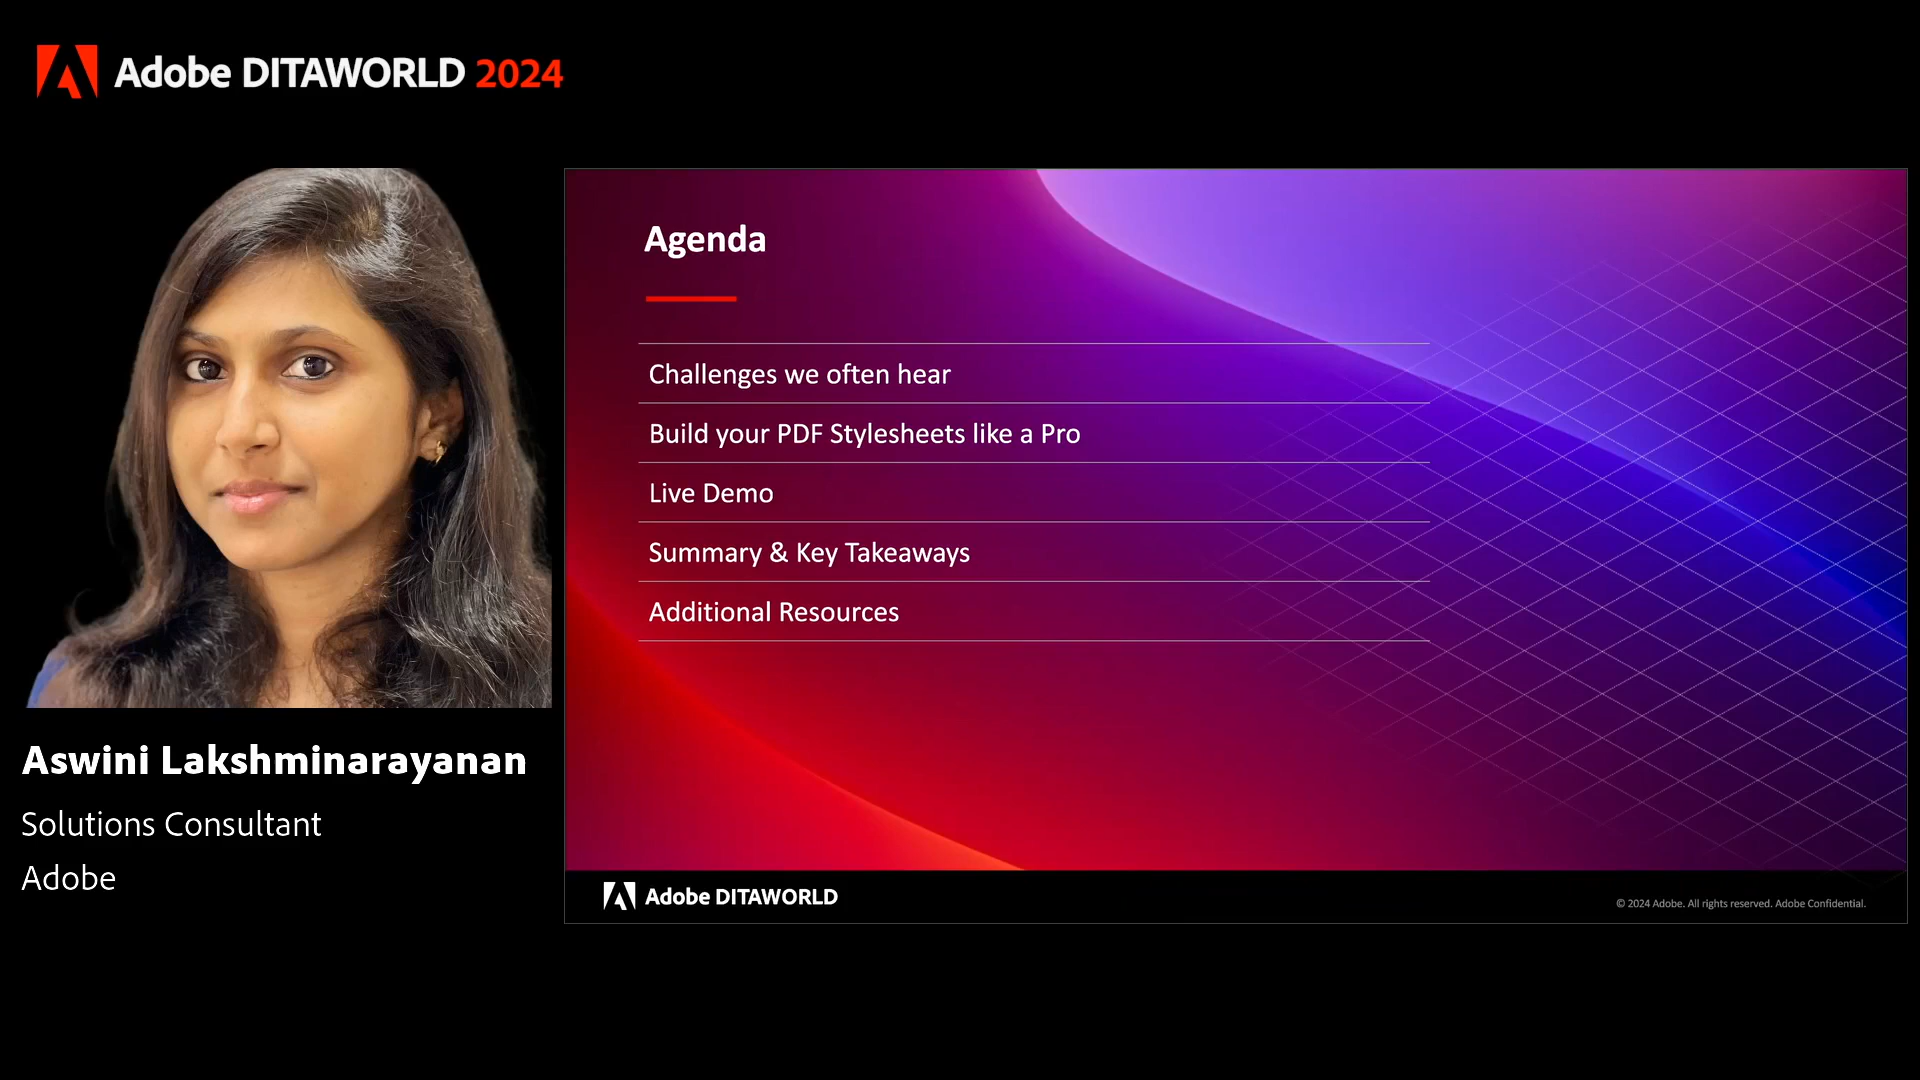 Adobe DITAWORLD 2024
Agenda
Challenges we often hear
Build your PDF Stylesheets like a Pro
Live Demo
Summary & Key Takeaways
Additional Resources
Aswini Lakshminarayanan
Solutions Consultant
Adobe
Adobe DITAWORLD
© 2024 Adobe. All rights reserved. Adobe Confidential.